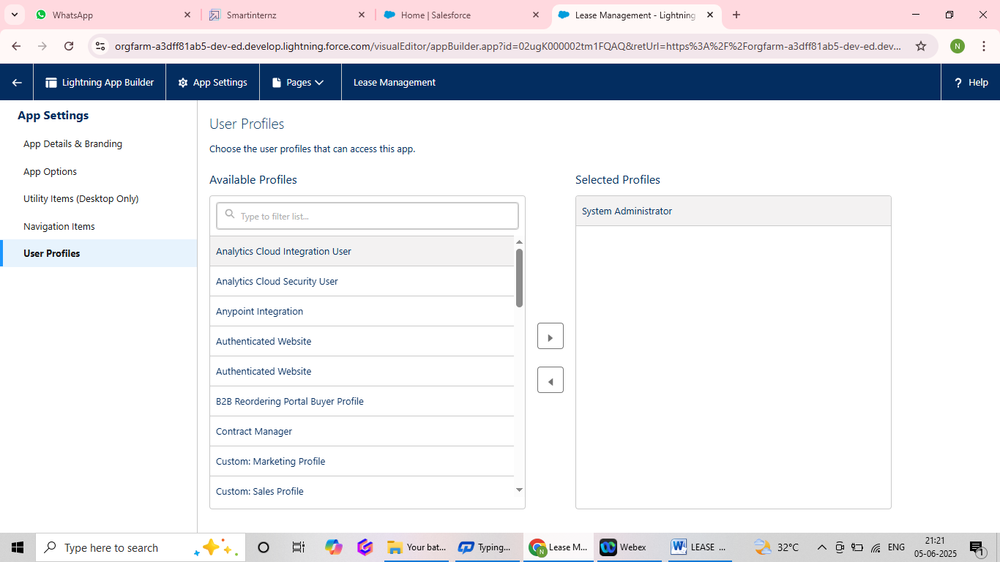 WhatsApp
Smartinternz
Home | Salesforce
Lease Management - Lightning
orgfarm-a3dff81ab5-dev-ed.develop.lightning.force.com/visualEditor/appBuilder.app?id=02ugK000002tm1FQAQ&retUrl=https%3A%2F%2Forgfarm-a3dff81ab5-dev-ed.dev...
N
Lightning App Builder
App Settings
Pages
Lease Management
? Help
App Settings
App Details & Branding
App Options
Utility Items (Desktop Only)
Navigation Items
User Profiles
User Profiles
Choose the user profiles that can access this app.
Available Profiles
Type to filter list...
Analytics Cloud Integration User
Analytics Cloud Security User
Anypoint Integration
Authenticated Website
Authenticated Website
B2B Reordering Portal Buyer Profile
Contract Manager
Custom: Marketing Profile
Custom: Sales Profile
Selected Profiles
System Administrator
Type here to search
Your bat...
Typing...
N
Lease M...
Webex
W
LEASE ...
32°C
ENG
21:21
05-06-2025
1